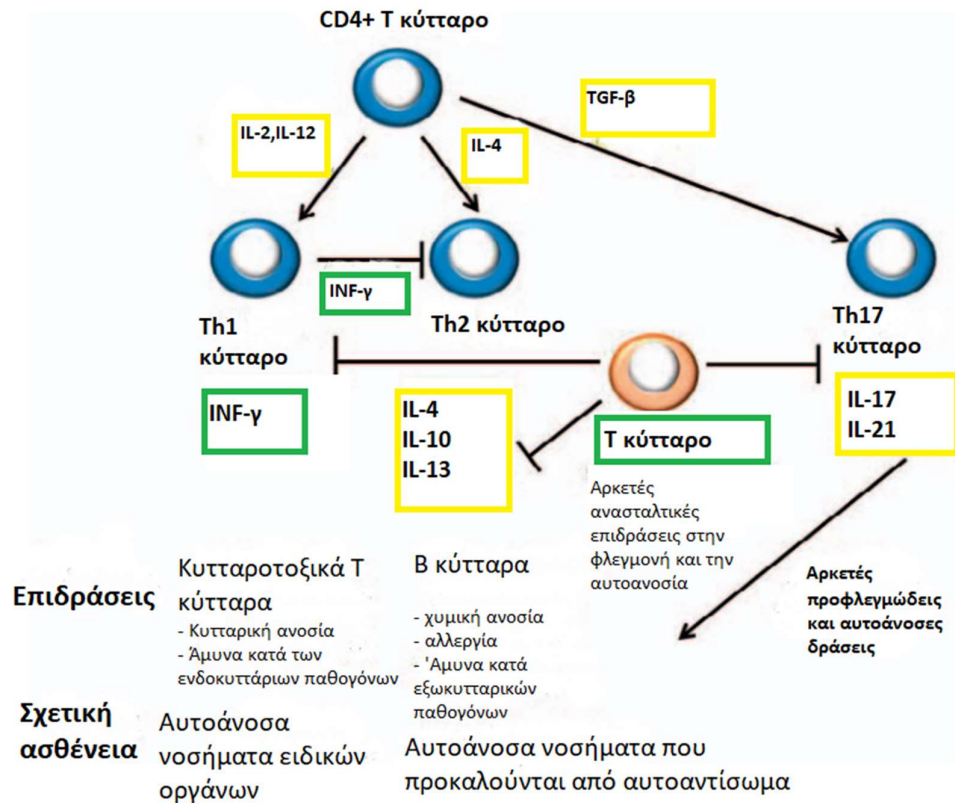 CD4+ T κύτταρο
IL-2,IL-12
IL-4
TGF-β
INF-γ
Th1
κύτταρο
Th2 κύτταρο
Th17
κύτταρο
INF-γ
IL-4
IL-10
IL-13
Τ κύτταρο
IL-17
IL-21
Αρκετές
ανασταλτικές
επιδράσεις στην
φλεγμονή και την
αυτοανοσία
Αρκετές
προφλεγμώδεις
και αυτοάνοσες
δράσεις
Επιδράσεις
Κυτταροτοξικά Τ
κύτταρα
- Κυτταρική ανοσία
- Άμυνα κατά των
ενδοκυττάριων παθογόνων
Β κύτταρα
- χυμική ανοσία
- αλλεργία
- 'Αμυνα κατά
εξωκυτταρικών
παθογόνων
Σχετική
ασθένεια
Αυτοάνοσα
νοσήματα ειδικών
οργάνων
Αυτοάνοσα νοσήματα που
προκαλούνται από αυτοαντίσωμα